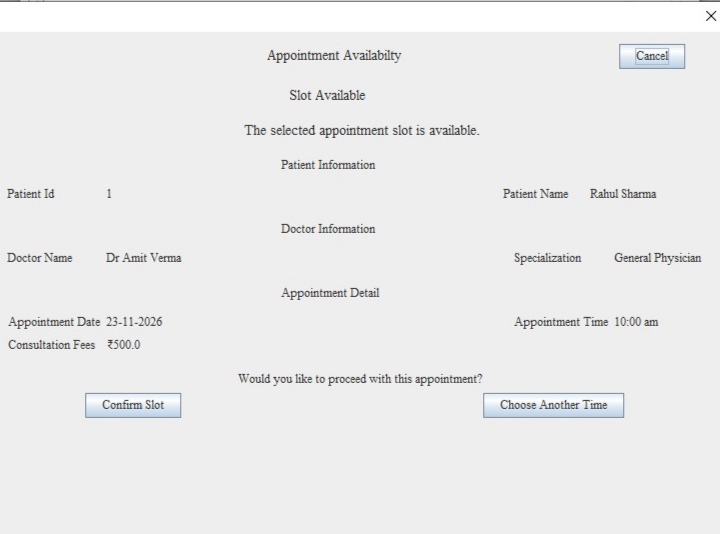 Appointment Availabilty
Cancel
Slot Available
The selected appointment slot is available.
Patient Information
Patient Id 1 Patient Name Rahul Sharma
Doctor Information
Doctor Name Dr Amit Verma Specialization General Physician
Appointment Detail
Appointment Date 23-11-2026 Appointment Time 10:00 am
Consultation Fees ₹500.0
Would you like to proceed with this appointment?
Confirm Slot Choose Another Time